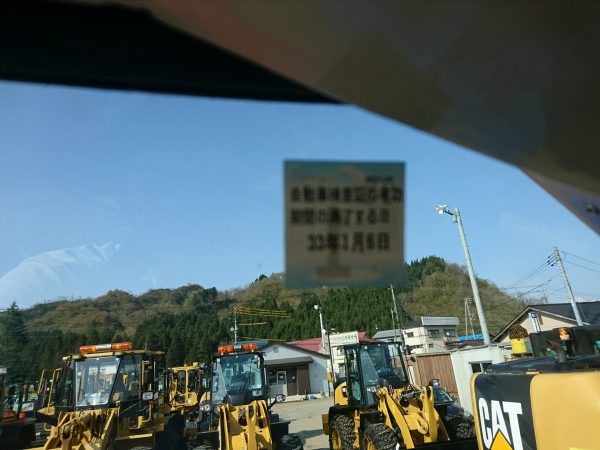 自動車検査証の有効
期間の満了する日
33年1月6日
CAT